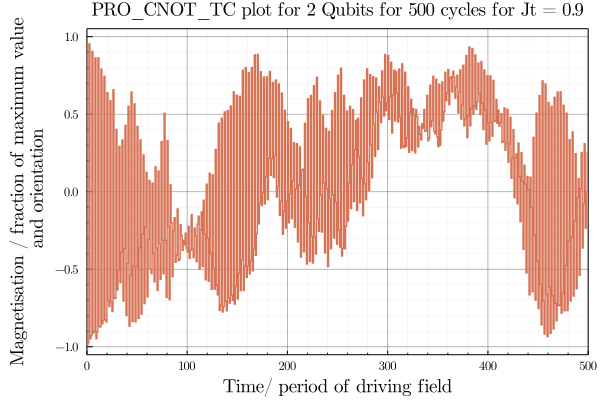 PRO_CNOT_TC plot for 2 Qubits for 500 cycles for Jt = 0.9
Magnetisation / fraction of maximum value
and orientation
1.0
0.5
0.0
−0.5
−1.0
0 100 200 300 400 500
Time/ period of driving field